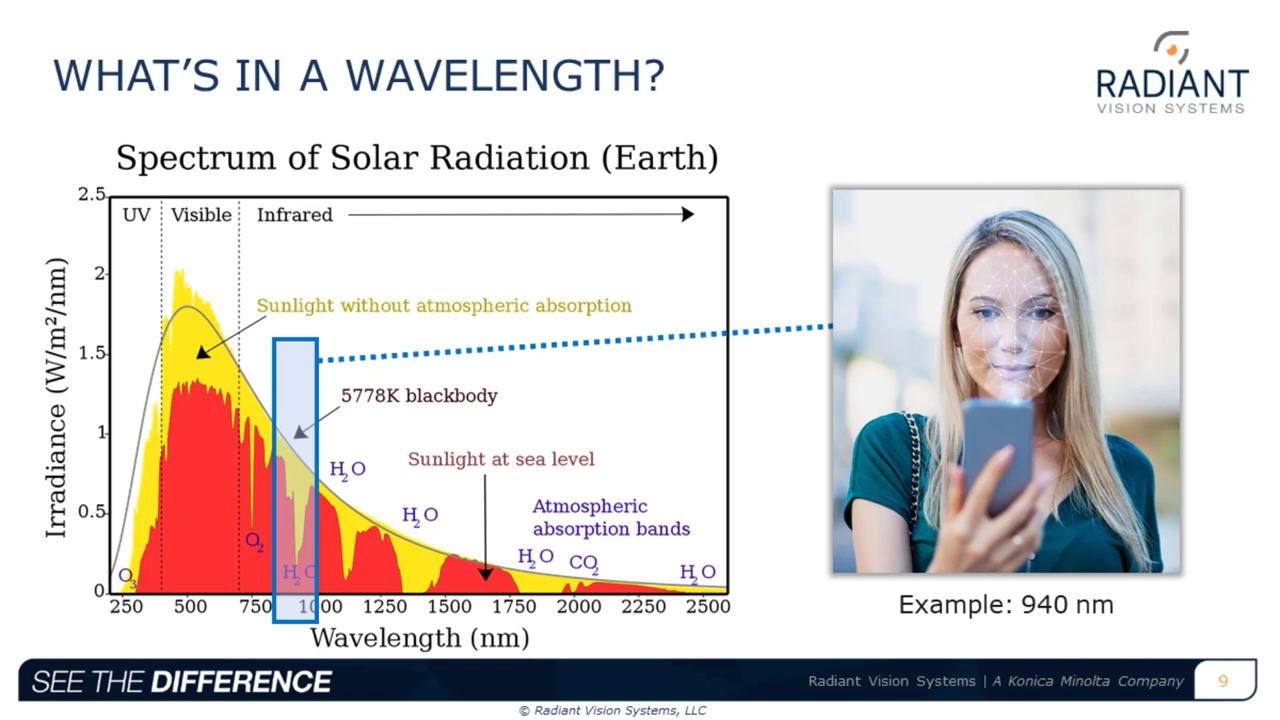 WHAT'S IN A WAVELENGTH?
RADIANT
VISION SYSTEMS
Spectrum of Solar Radiation (Earth)
UV
Visible
Infrared
Irradiance (W/m²/nm)
2.5
2
1.5
1
0.5
0
Sunlight without atmospheric absorption
5778K blackbody
Sunlight at sea level
Atmospheric
absorption bands
O₃
O₂
H₂O
H₂O
H₂O
H₂O
CO₂
H₂O
250 500 750 1000 1250 1500 1750 2000 2250 2500
Wavelength (nm)
Example: 940 nm
SEE THE DIFFERENCE
Radiant Vision Systems | A Konica Minolta Company
9
© Radiant Vision Systems, LLC